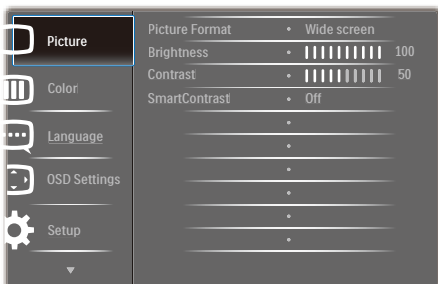 Picture
Color
Language
OSD Settings
Setup
Picture Format • Wide screen
Brightness • 100
Contrast • 50
SmartContrast • Off